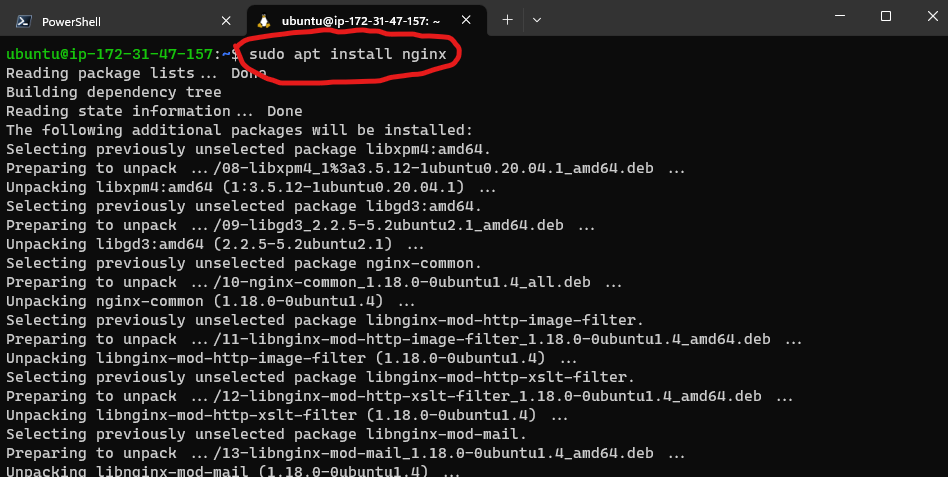 PowerShell
ubuntu@ip-172-31-47-157: ~
ubuntu@ip-172-31-47-157:~$ sudo apt install nginx
Reading package lists... Done
Building dependency tree
Reading state information... Done
The following additional packages will be installed:
Selecting previously unselected package libxpm4:amd64.
Preparing to unpack .../08-libxpm4_1%3a3.5.12-1ubuntu0.20.04.1_amd64.deb ...
Unpacking libxpm4:amd64 (1:3.5.12-1ubuntu0.20.04.1) ...
Selecting previously unselected package libgd3:amd64.
Preparing to unpack .../09-libgd3_2.2.5-5.2ubuntu2.1_amd64.deb ...
Unpacking libgd3:amd64 (2.2.5-5.2ubuntu2.1) ...
Selecting previously unselected package nginx-common.
Preparing to unpack .../10-nginx-common_1.18.0-0ubuntu1.4_all.deb ...
Unpacking nginx-common (1.18.0-0ubuntu1.4) ...
Selecting previously unselected package libnginx-mod-http-image-filter.
Preparing to unpack .../11-libnginx-mod-http-image-filter_1.18.0-0ubuntu1.4_amd64.deb ...
Unpacking libnginx-mod-http-image-filter (1.18.0-0ubuntu1.4) ...
Selecting previously unselected package libnginx-mod-http-xslt-filter.
Preparing to unpack .../12-libnginx-mod-http-xslt-filter_1.18.0-0ubuntu1.4_amd64.deb ...
Unpacking libnginx-mod-http-xslt-filter (1.18.0-0ubuntu1.4) ...
Selecting previously unselected package libnginx-mod-mail.
Preparing to unpack .../13-libnginx-mod-mail_1.18.0-0ubuntu1.4_amd64.deb ...
Unpacking libnginx-mod-mail (1.18.0-0ubuntu1.4) ...